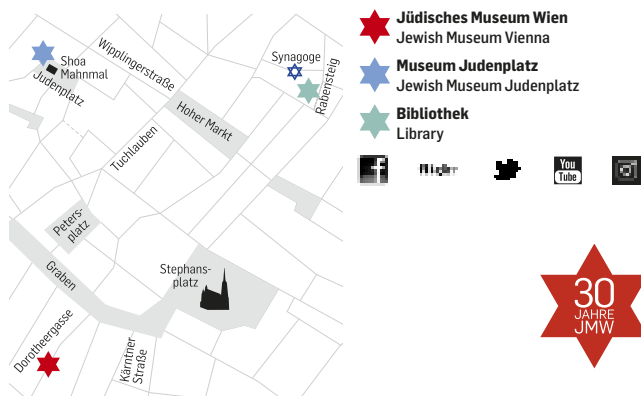 Shoa
Mahnmal
Judenplatz
Wipplingerstraße
Synagoge
Rabensteig
Hoher Markt
Tuchlauben
Peters-
platz
Graben
Stephans-
platz
Dorotheergasse
Kärntner
Straße
Jüdisches Museum Wien
Jewish Museum Vienna
Museum Judenplatz
Jewish Museum Judenplatz
Bibliothek
Library
f
You
Tube
30
JAHRE
JMW